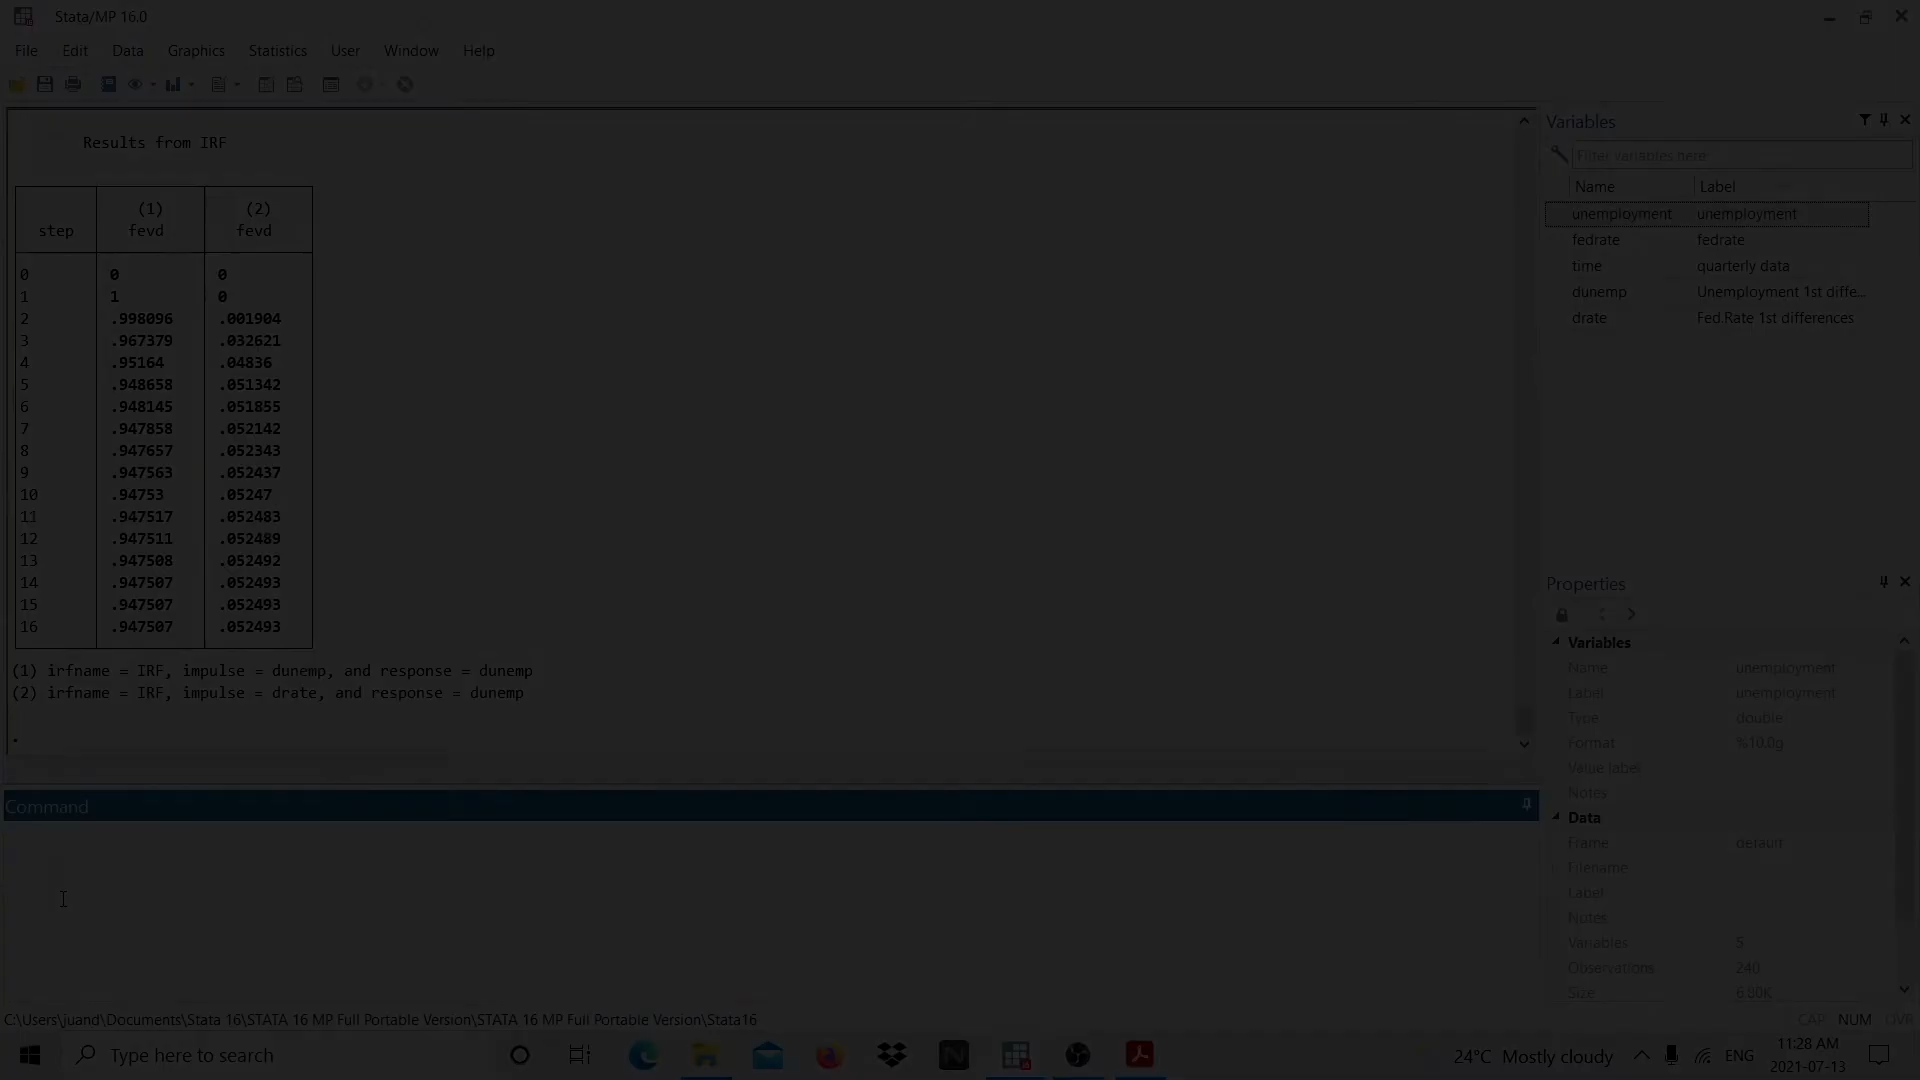 Stata/MP 16.0
File Edit Data Graphics Statistics User Window Help
Results from IRF
(1) (2)
step fevd fevd
0 0 0
1 1 0
2 .998096 .001904
3 .967379 .032621
4 .95164 .04836
5 .948658 .051342
6 .948145 .051855
7 .947858 .052142
8 .947657 .052343
9 .947563 .052437
10 .94753 .05247
11 .947517 .052483
12 .947511 .052489
13 .947508 .052492
14 .947507 .052493
15 .947507 .052493
16 .947507 .052493
(1) irfname = IRF, impulse = dunemp, and response = dunemp
(2) irfname = IRF, impulse = drate, and response = dunemp
.
Command
C:\Users\juand\Documents\Stata 16\STATA 16 MP Full Portable Version\STATA 16 MP Full Portable Version\Stata16
Variables
Filter variables here
Name Label
unemployment unemployment
fedrate fedrate
time quarterly data
dunemp Unemployment 1st diffe...
drate Fed.Rate 1st differences
Properties
Variables
Name unemployment
Label unemployment
Type double
Format %10.0g
Value label
Notes
Data
Frame default
Filename
Label
Notes
Variables 5
Observations 240
Size 6.80K
CAP NUM OVR
Type here to search
24°C Mostly cloudy
ENG
11:28 AM
2021-07-13